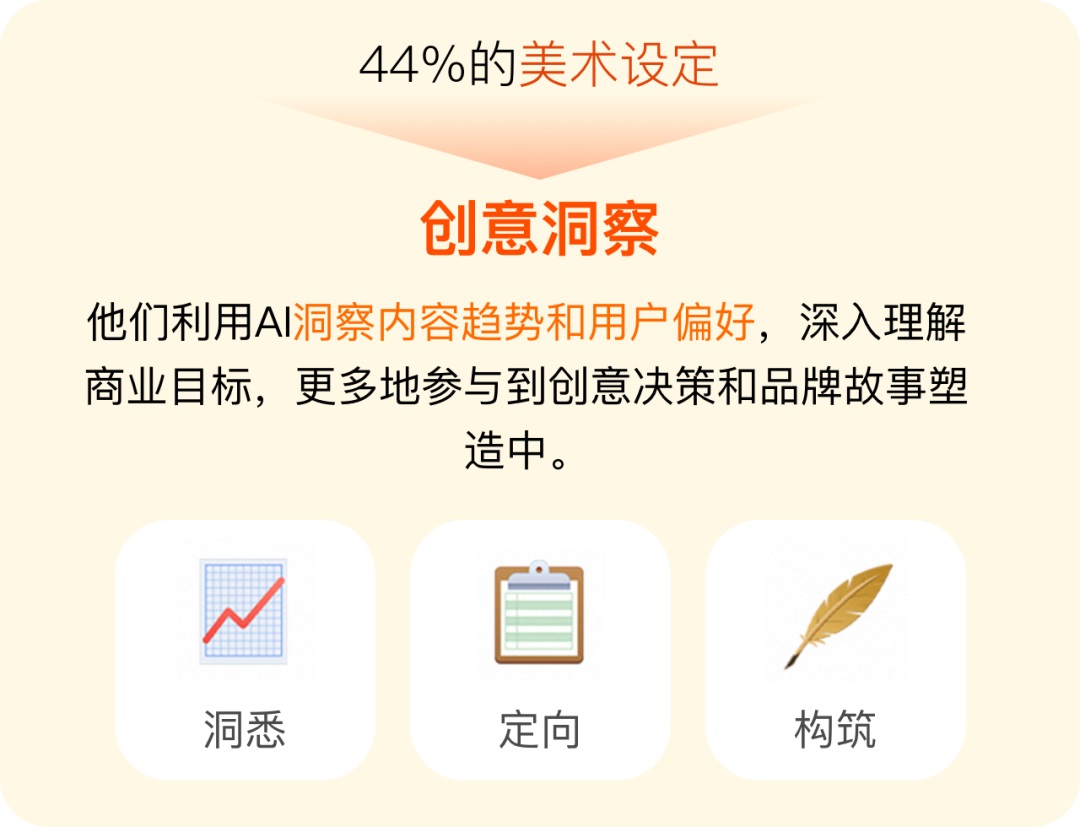 44%的美术设定
创意洞察
他们利用AI洞察内容趋势和用户偏好，深入理解
商业目标，更多地参与到创意决策和品牌故事塑
造中。
洞悉
定向
构筑